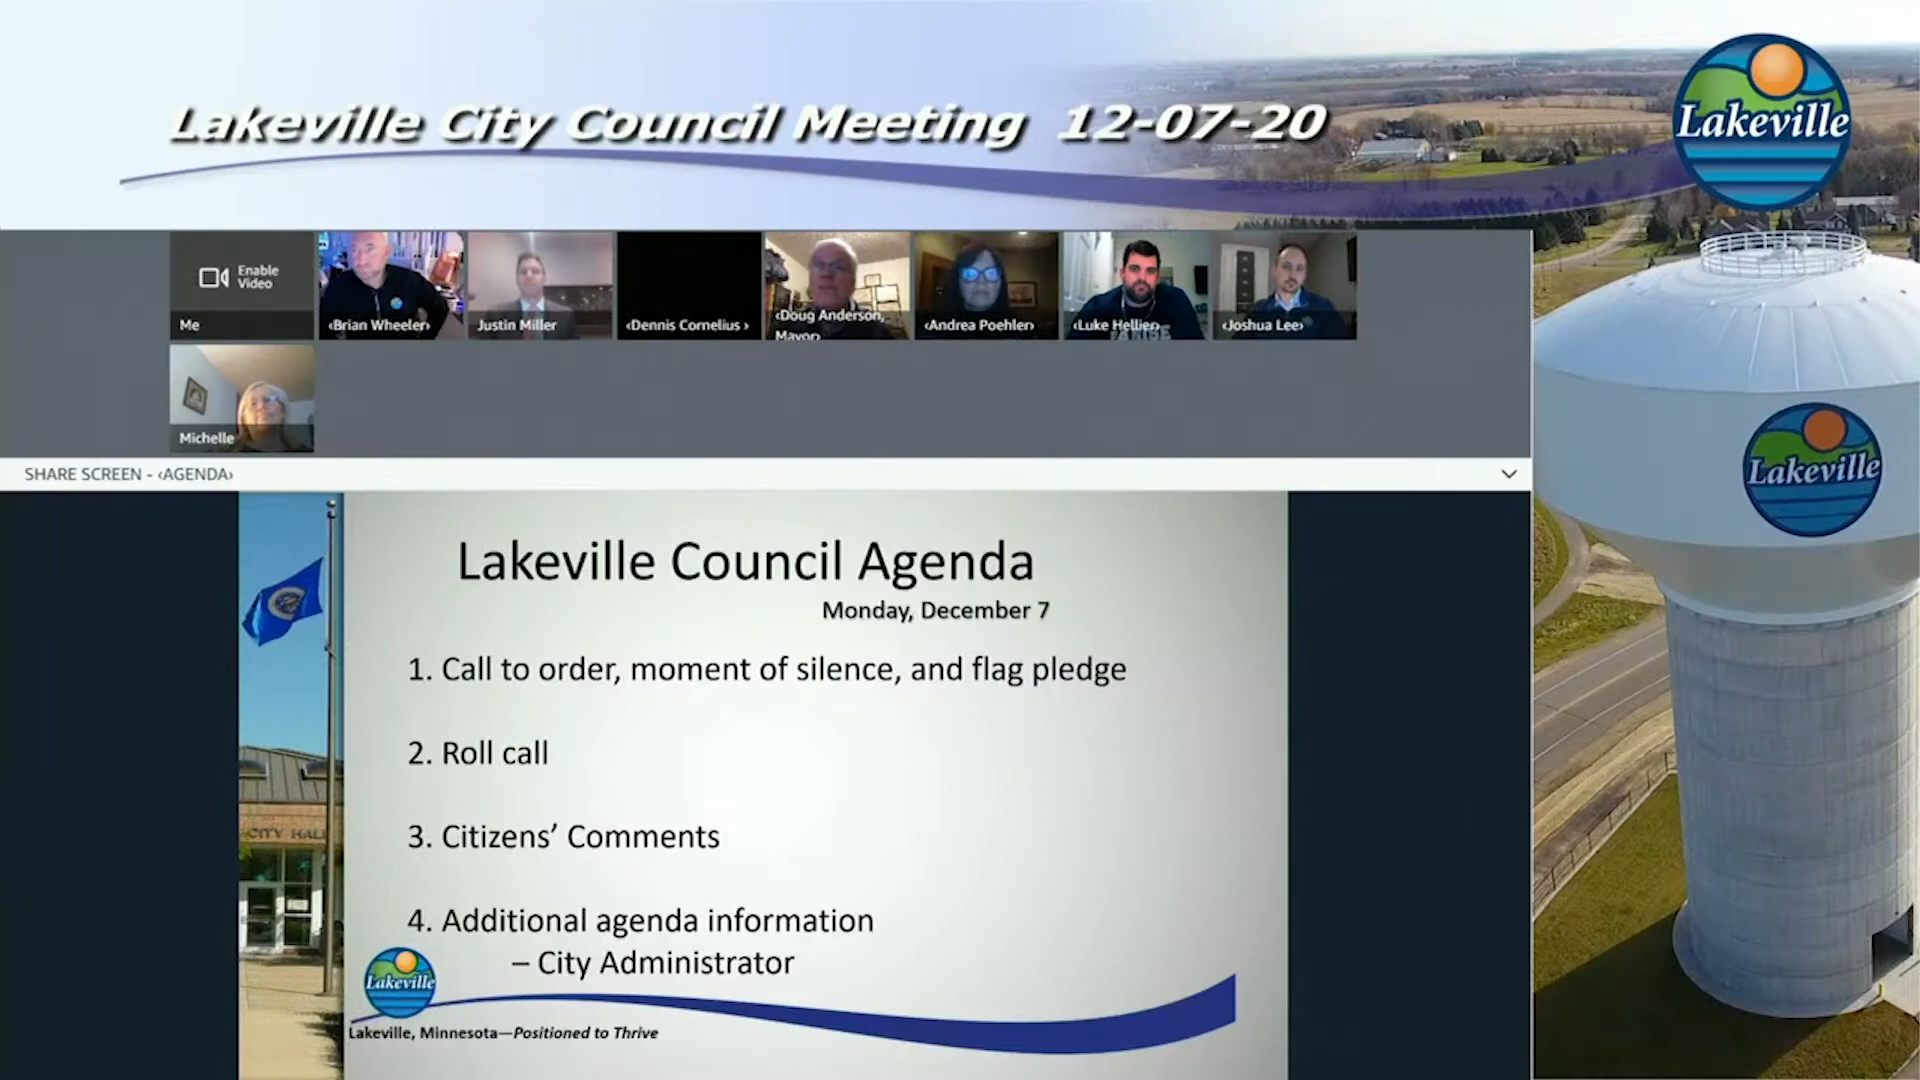 Lakeville City Council Meeting 12-07-20
Lakeville
Enable
Video
Me
‹Brian Wheeler›
Justin Miller
‹Dennis Cornelius ›
‹Doug Anderson,
Mayor›
‹Andrea Poehler›
‹Luke Hellier›
‹Joshua Lee›
Michelle
SHARE SCREEN - ‹AGENDA›
Lakeville
Lakeville Council Agenda
Monday, December 7
1. Call to order, moment of silence, and flag pledge
2. Roll call
3. Citizens’ Comments
CITY HALL
4. Additional agenda information
– City Administrator
Lakeville
Lakeville, Minnesota—Positioned to Thrive